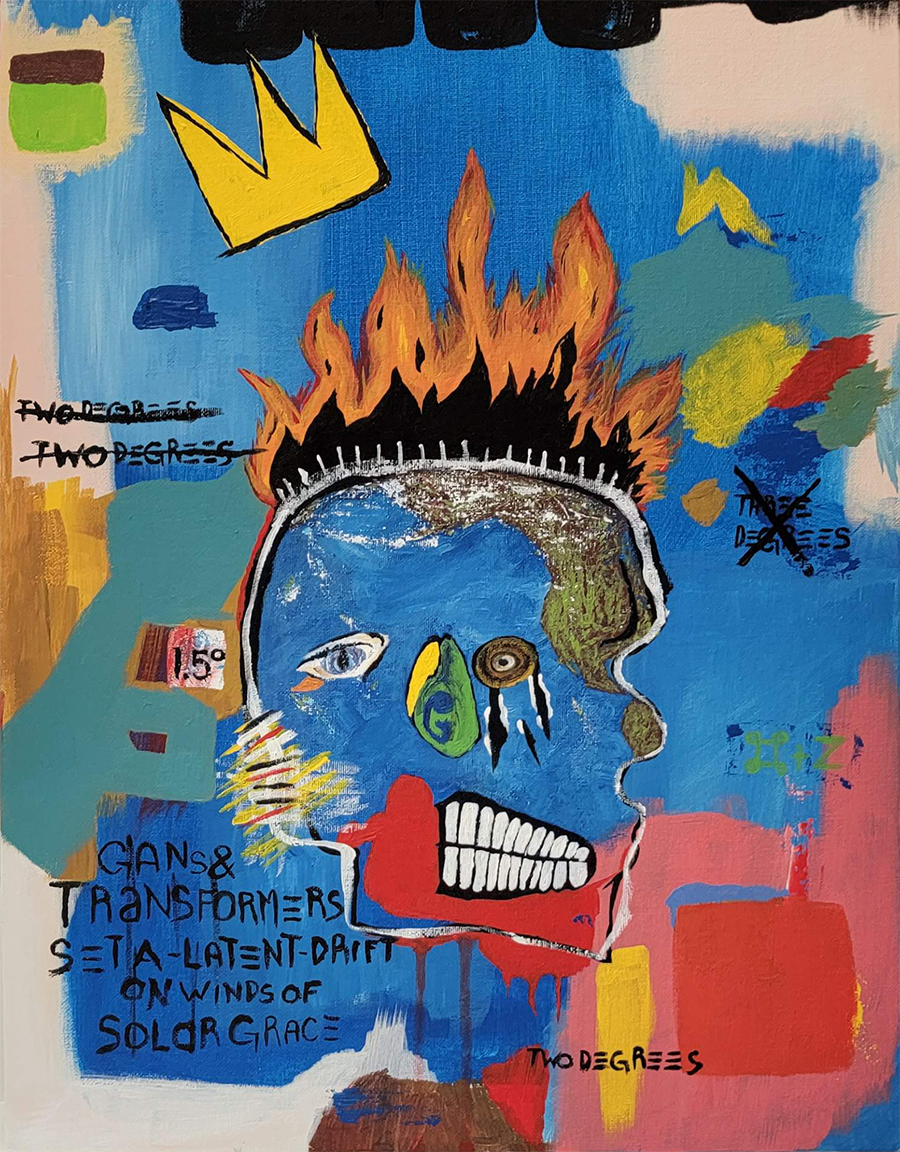 TWO DEGREES
TWO DEGREES
THREE
DEGREES
1.5°
⌘+Z
GANS&
TRANSFORMERS
SET A-LATENT-DRIFT
ON WINDS OF
SOLAR GRACE
TWO DEGREES